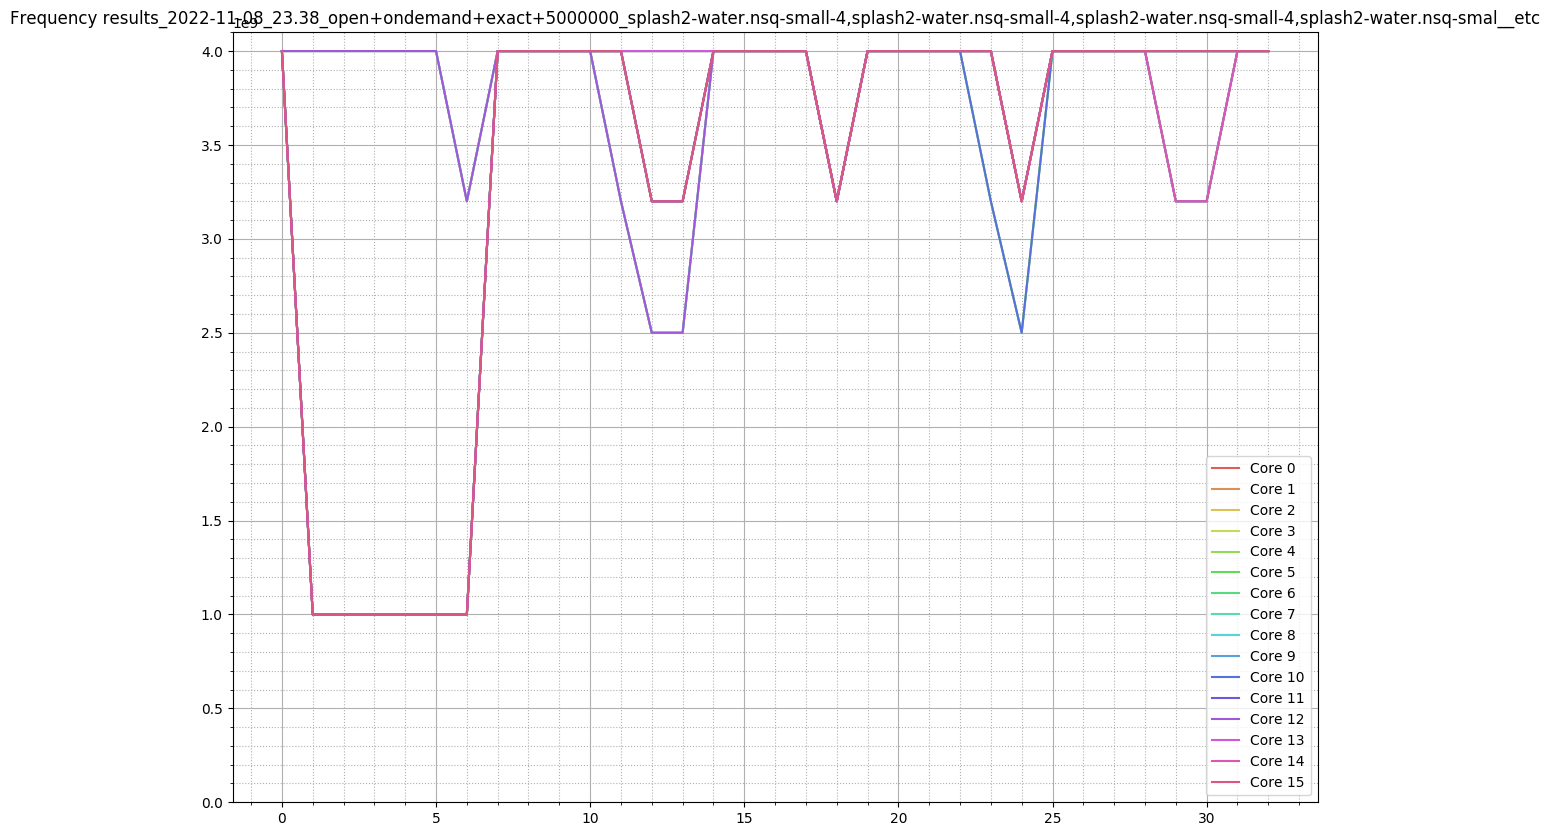 Frequency results_2022-11-08_23.38_open+ondemand+exact+5000000_splash2-water.nsq-small-4,splash2-water.nsq-small-4,splash2-water.nsq-small-4,splash2-water.nsq-smal__etc
1e9
4.0
3.5
3.0
2.5
2.0
1.5
1.0
0.5
0.0
0
5
10
15
20
25
30
Core 0
Core 1
Core 2
Core 3
Core 4
Core 5
Core 6
Core 7
Core 8
Core 9
Core 10
Core 11
Core 12
Core 13
Core 14
Core 15